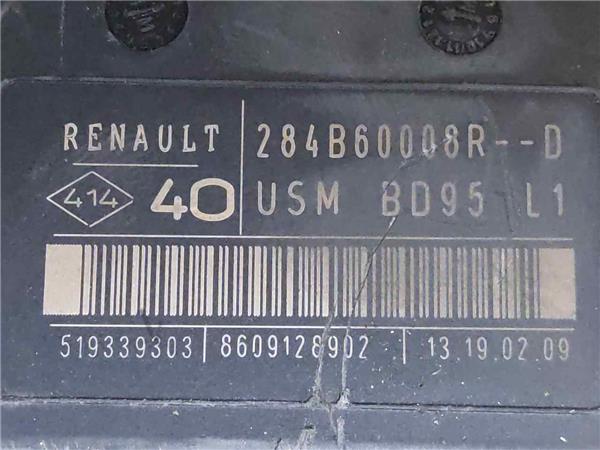 RENAULT 284B60008R--D
414 40 USM BD95 L1
519339303 8609128902 13 19.02.09